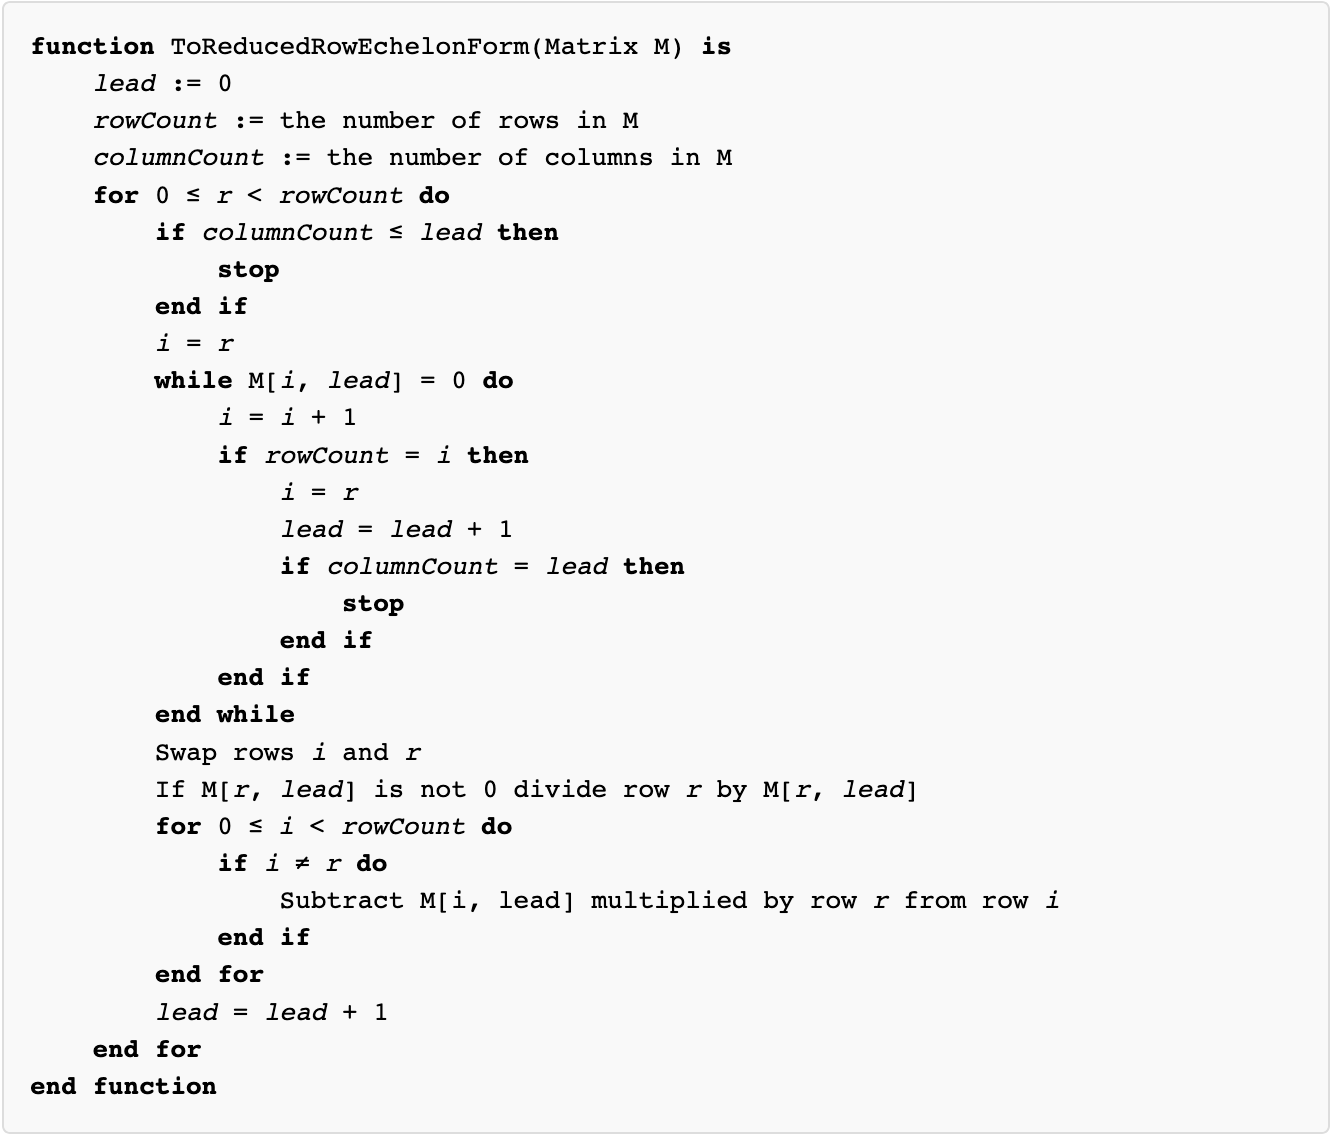 function ToReducedRowEchelonForm(Matrix M) is
    lead := 0
    rowCount := the number of rows in M
    columnCount := the number of columns in M
    for 0 ≤ r < rowCount do
        if columnCount ≤ lead then
            stop
        end if
        i = r
        while M[i, lead] = 0 do
            i = i + 1
            if rowCount = i then
                i = r
                lead = lead + 1
                if columnCount = lead then
                    stop
                end if
            end if
        end while
        Swap rows i and r
        If M[r, lead] is not 0 divide row r by M[r, lead]
        for 0 ≤ i < rowCount do
            if i ≠ r do
                Subtract M[i, lead] multiplied by row r from row i
            end if
        end for
        lead = lead + 1
    end for
end function